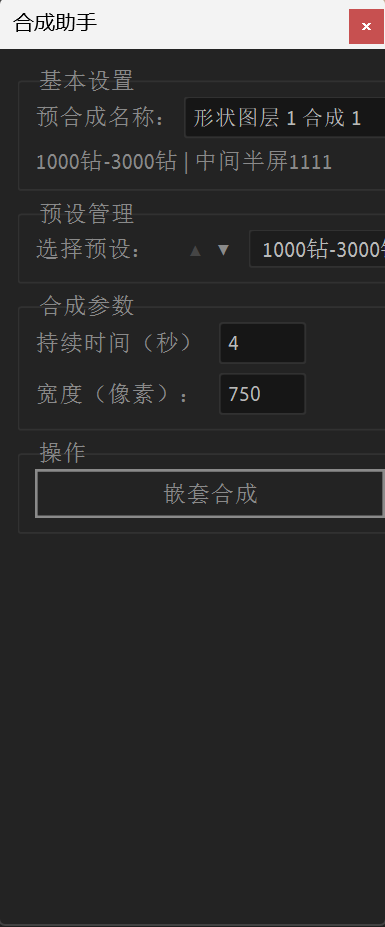 合成助手
基本设置
预合成名称： 形状图层 1 合成 1
1000钻-3000钻 | 中间半屏1111
预设管理
选择预设： ▲ ▼ 1000钻-3000
合成参数
持续时间（秒） 4
宽度（像素）： 750
操作
嵌套合成